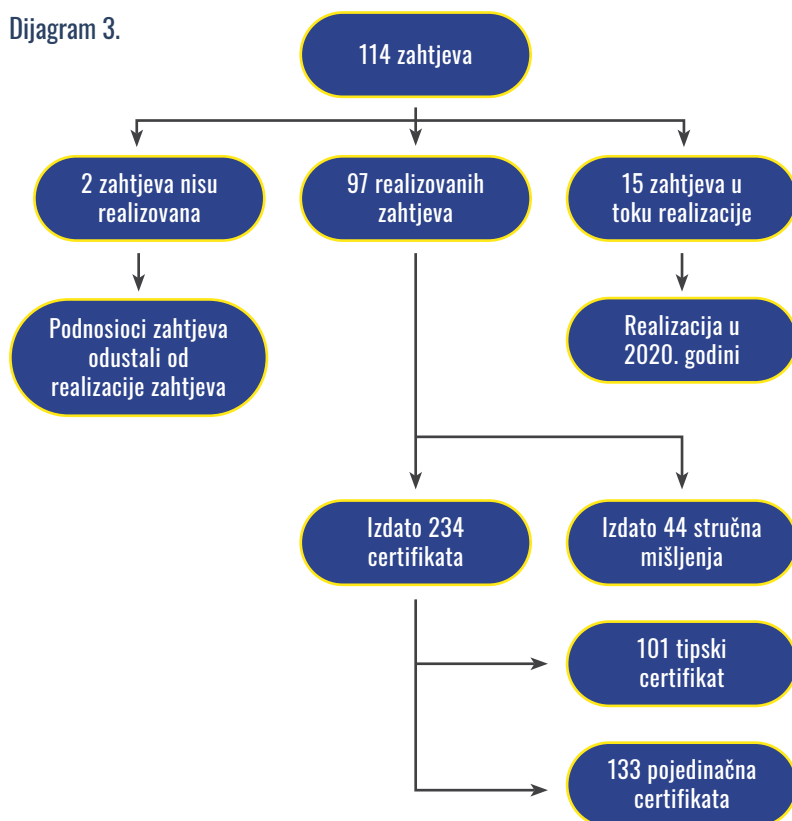 Dijagram 3.
114 zahtjeva
2 zahtjeva nisu
realizovana
97 realizovanih
zahtjeva
15 zahtjeva u
toku realizacije
Podnosioci zahtjeva
odustali od
realizacije zahtjeva
Realizacija u
2020. godini
Izdato 234
certifikata
Izdato 44 stručna
mišljenja
101 tipski
certifikat
133 pojedinačna
certifikata